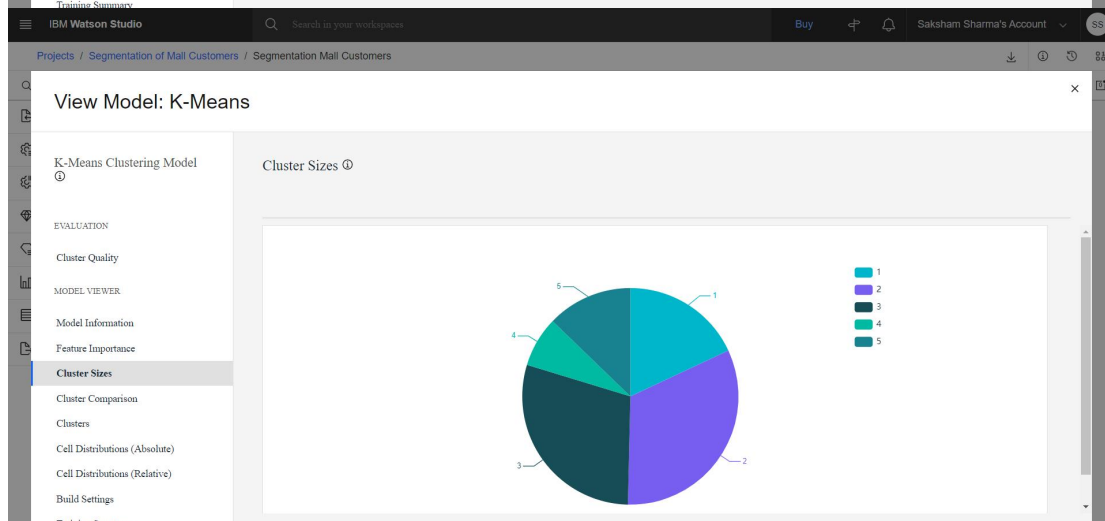 Training Summary
IBM Watson Studio
Search in your workspaces
Buy
Saksham Sharma's Account
SS
Projects / Segmentation of Mall Customers / Segmentation Mall Customers
View Model: K-Means
K-Means Clustering Model
Cluster Sizes
EVALUATION
Cluster Quality
MODEL VIEWER
Model Information
Feature Importance
Cluster Sizes
Cluster Comparison
Clusters
Cell Distributions (Absolute)
Cell Distributions (Relative)
Build Settings
5
1
4
3
2
1
2
3
4
5